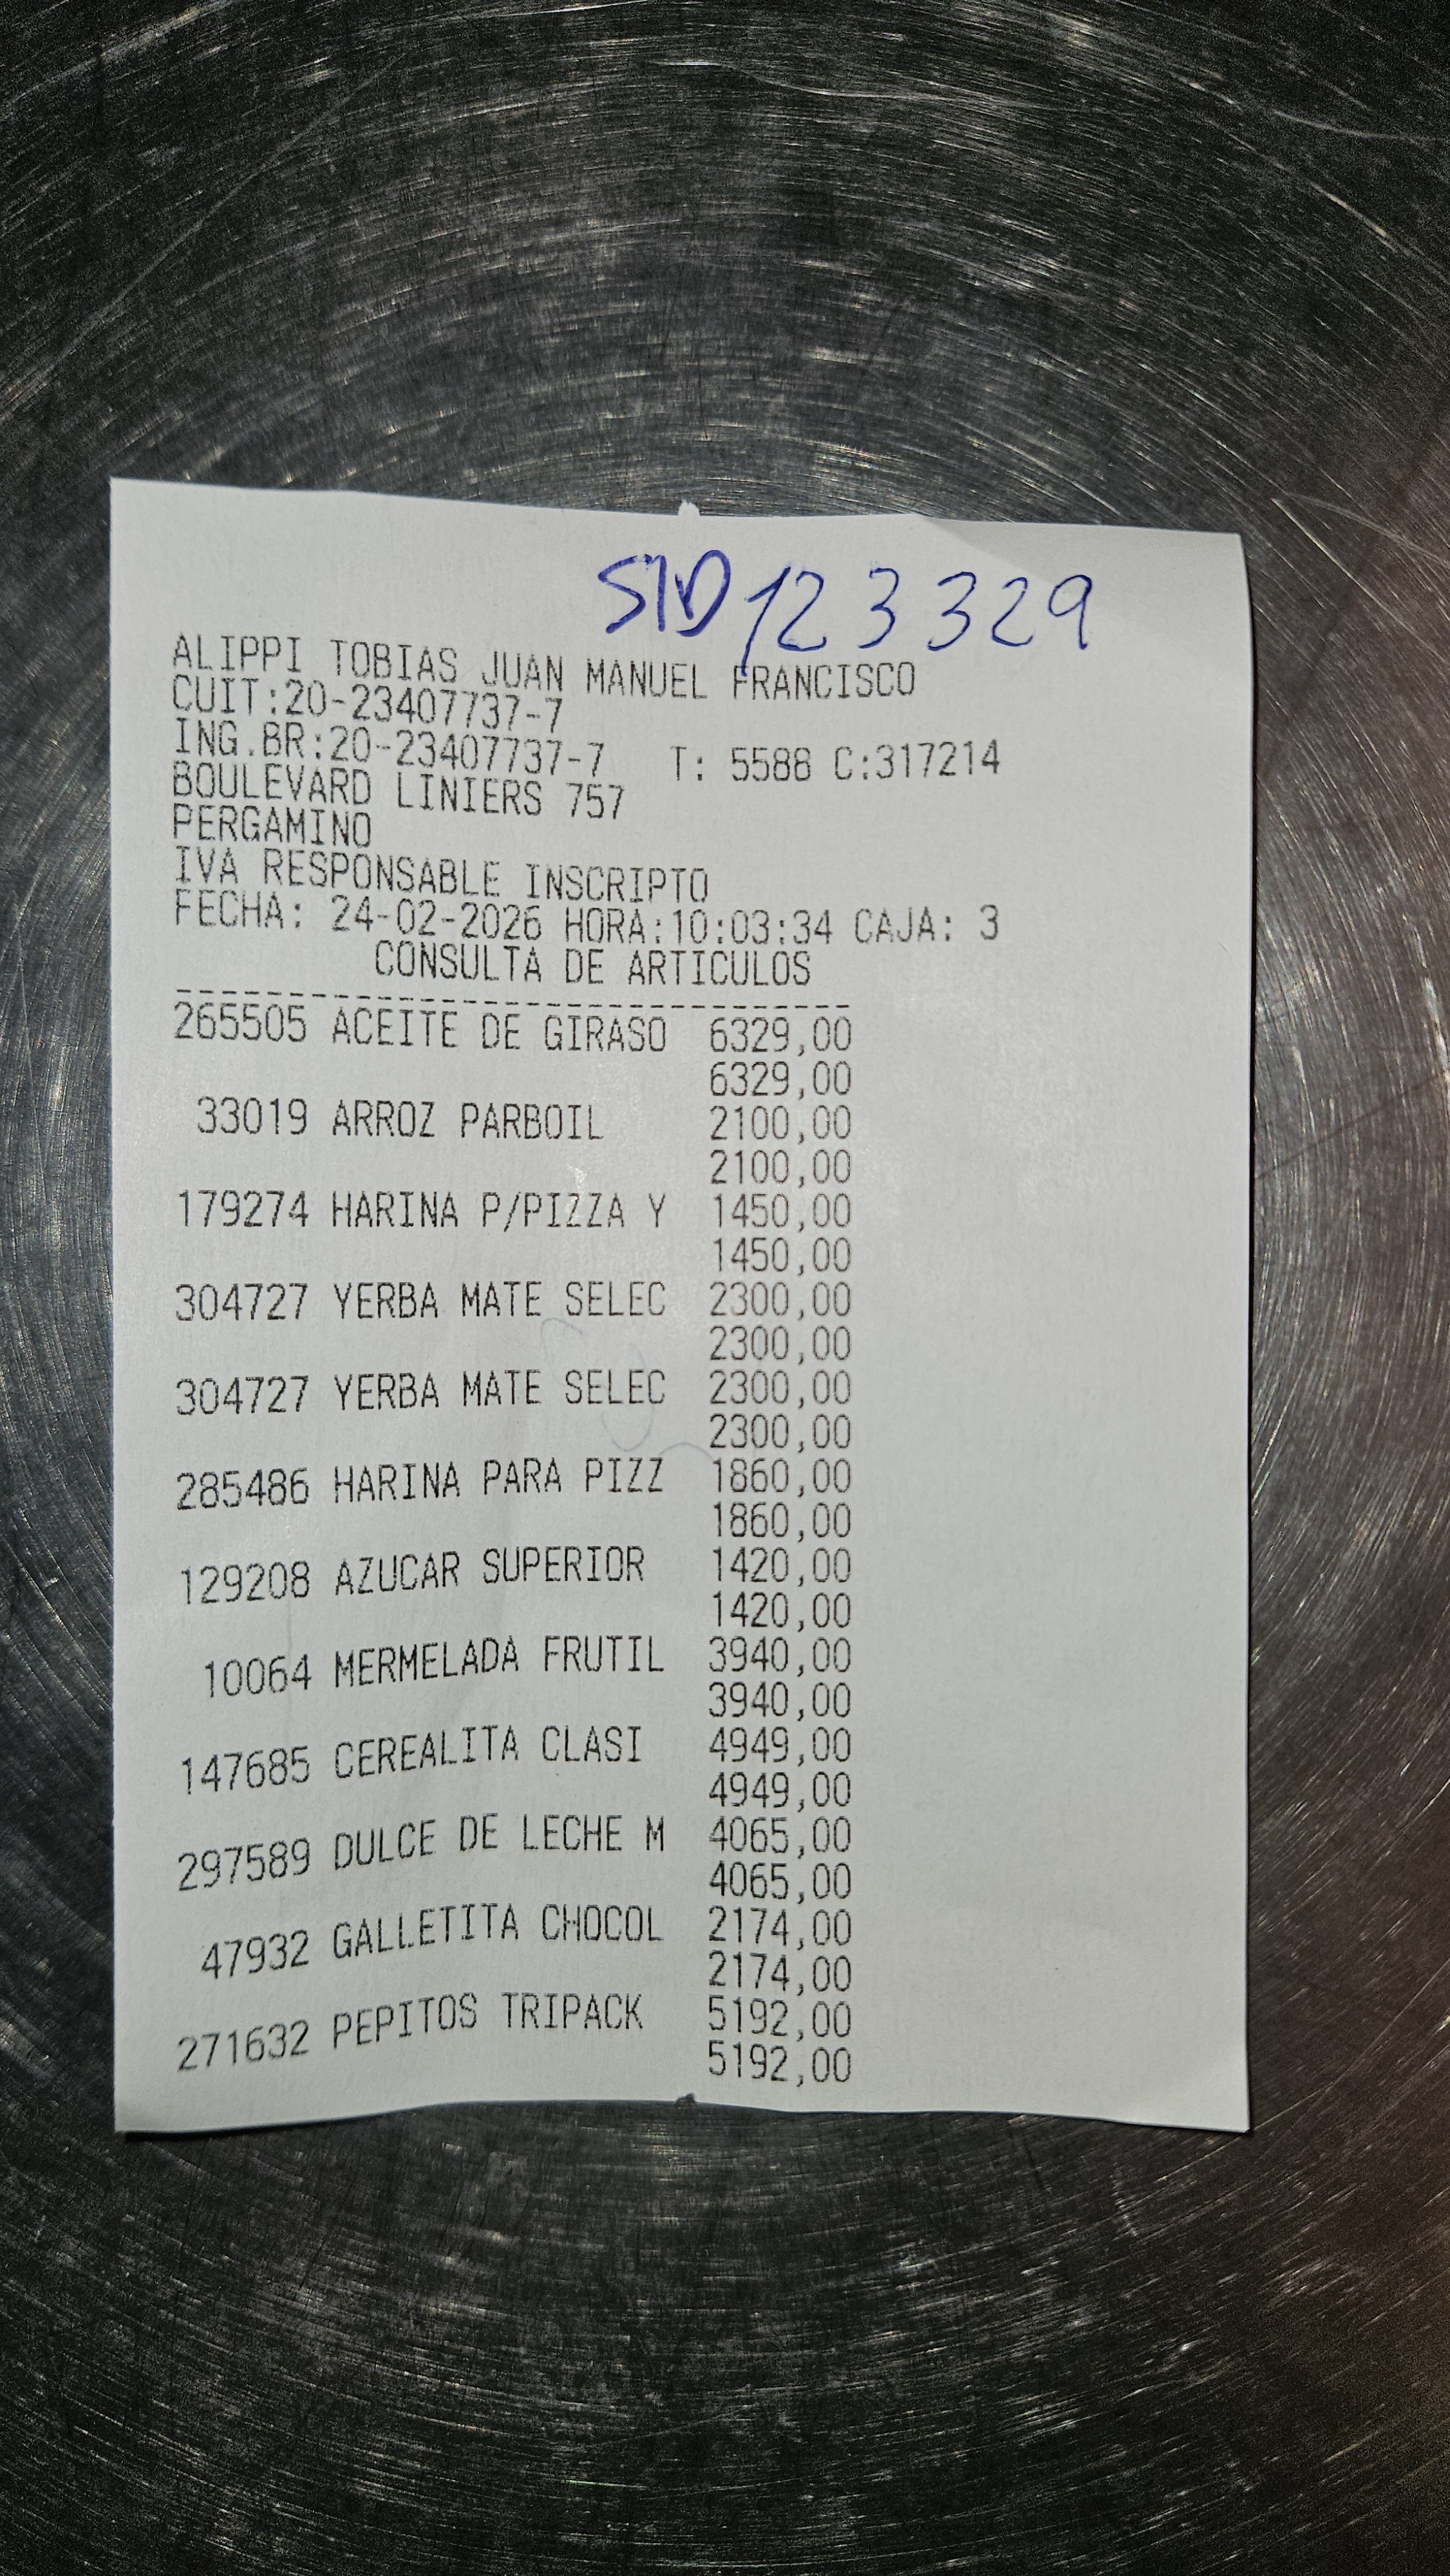 SID 123329
ALIPPI TOBIAS JUAN MANUEL FRANCISCO
CUIT:20-23407737-7
ING.BR:20-23407737-7 T: 5588 C:317214
BOULEVARD LINIERS 757
PERGAMINO
IVA RESPONSABLE INSCRIPTO
FECHA: 24-02-2026 HORA:10:03:34 CAJA: 3
CONSULTA DE ARTICULOS
--------------------------------
265505 ACEITE DE GIRASO 6329,00
6329,00
33019 ARROZ PARBOIL 2100,00
2100,00
179274 HARINA P/PIZZA Y 1450,00
1450,00
304727 YERBA MATE SELEC 2300,00
2300,00
304727 YERBA MATE SELEC 2300,00
2300,00
285486 HARINA PARA PIZZ 1860,00
1860,00
129208 AZUCAR SUPERIOR 1420,00
1420,00
10064 MERMELADA FRUTIL 3940,00
3940,00
147685 CEREALITA CLASI 4949,00
4949,00
297589 DULCE DE LECHE M 4065,00
4065,00
47932 GALLETITA CHOCOL 2174,00
2174,00
271632 PEPITOS TRIPACK 5192,00
5192,00